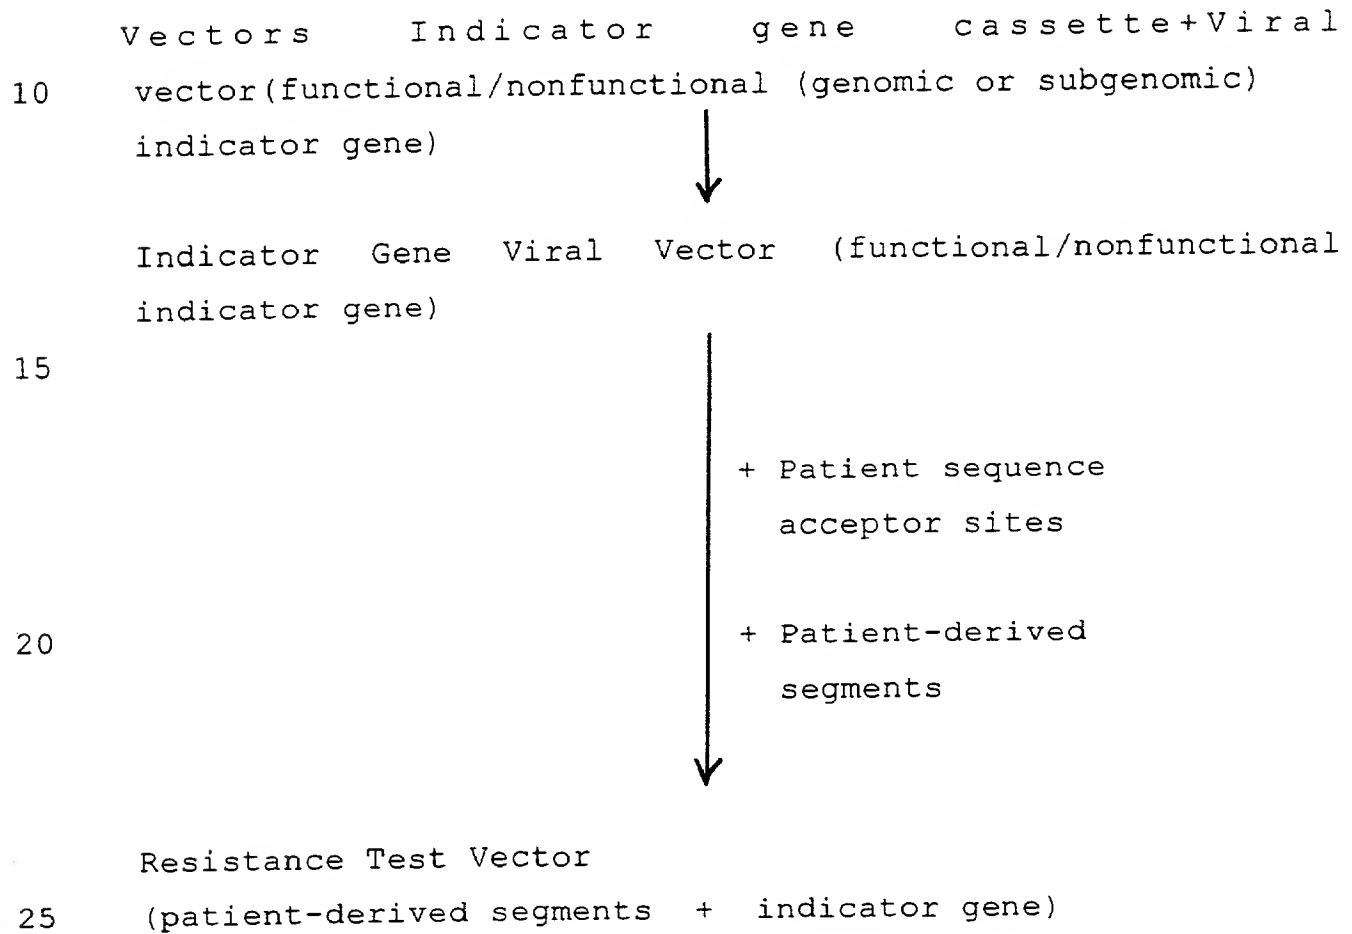 Vectors Indicator gene cassette+Viral
10 vector(functional/nonfunctional (genomic or subgenomic)
indicator gene)
Indicator Gene Viral Vector (functional/nonfunctional
indicator gene)
15
+ Patient sequence
acceptor sites
20 + Patient-derived
segments
Resistance Test Vector
25 (patient-derived segments + indicator gene)